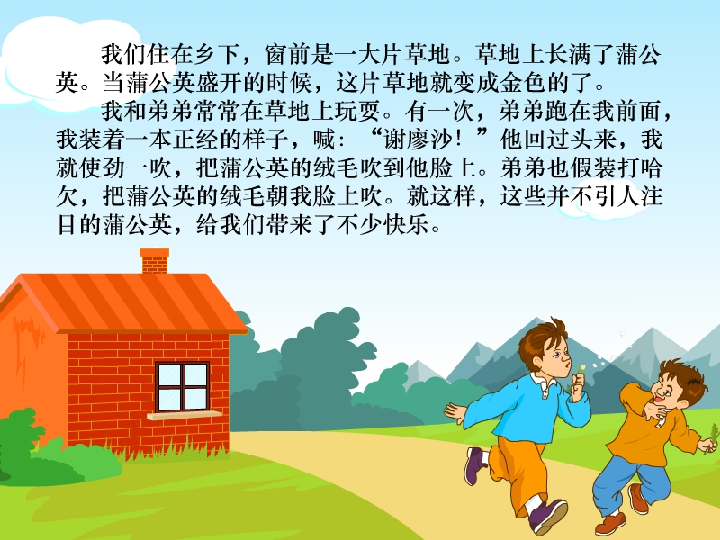 我们住在乡下，窗前是一大片草地。草地上长满了蒲公
英。当蒲公英盛开的时候，这片草地就变成金色的了。
我和弟弟常常在草地上玩耍。有一次，弟弟跑在我前面，
我装着一本正经的样子，喊：“谢廖沙！”他回过头来，我
就使劲一吹，把蒲公英的绒毛吹到他脸上。弟弟也假装打哈
欠，把蒲公英的绒毛朝我脸上吹。就这样，这些并不引人注
目的蒲公英，给我们带来了不少快乐。